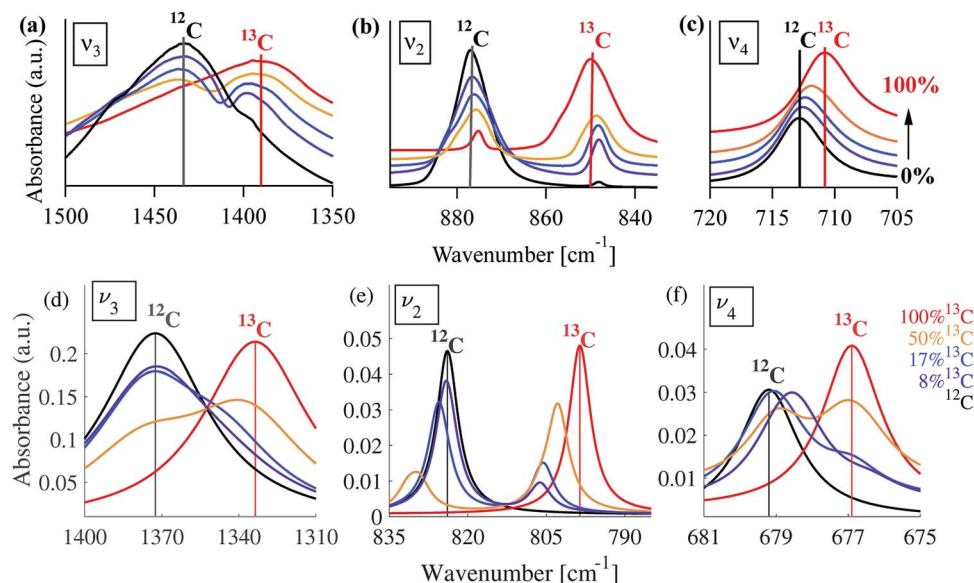 (a) ν₃ ¹²C ¹³C
(b) ν₂ ¹²C ¹³C
(c) ν₄ ¹²C ¹³C
100%
0%
Absorbance (a.u.)
1500 1450 1400 1350
880 860 840
720 715 710 705
Wavenumber [cm⁻¹]
(d) ν₃ ¹²C ¹³C
(e) ν₂ ¹²C ¹³C
(f) ν₄ ¹²C ¹³C
100%¹³C
50%¹³C
17%¹³C
8%¹³C
¹²C
Absorbance (a.u.)
0.2
0.15
0.1
0.05
0.05
0.04
0.03
0.02
0.01
0
0.04
0.03
0.02
0.01
1400 1370 1340 1310
835 820 805 790
681 679 677 675
Wavenumber [cm⁻¹]